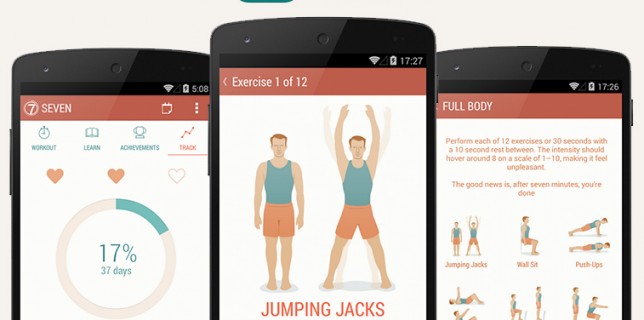 5:08
7 SEVEN
WORKOUT
LEARN
ACHIEVEMENTS
TRACK
17%
37 days
17:27
Exercise 1 of 12
JUMPING JACKS
17:26
FULL BODY
Perform each of 12 exercises or 30 seconds with
a 10 second rest between. The intensity should
hover around 8 on a scale of 1–10, making it feel
unpleasant.
The good news is, after seven minutes, you're
done
Jumping Jacks
Wall Sit
Push-Ups